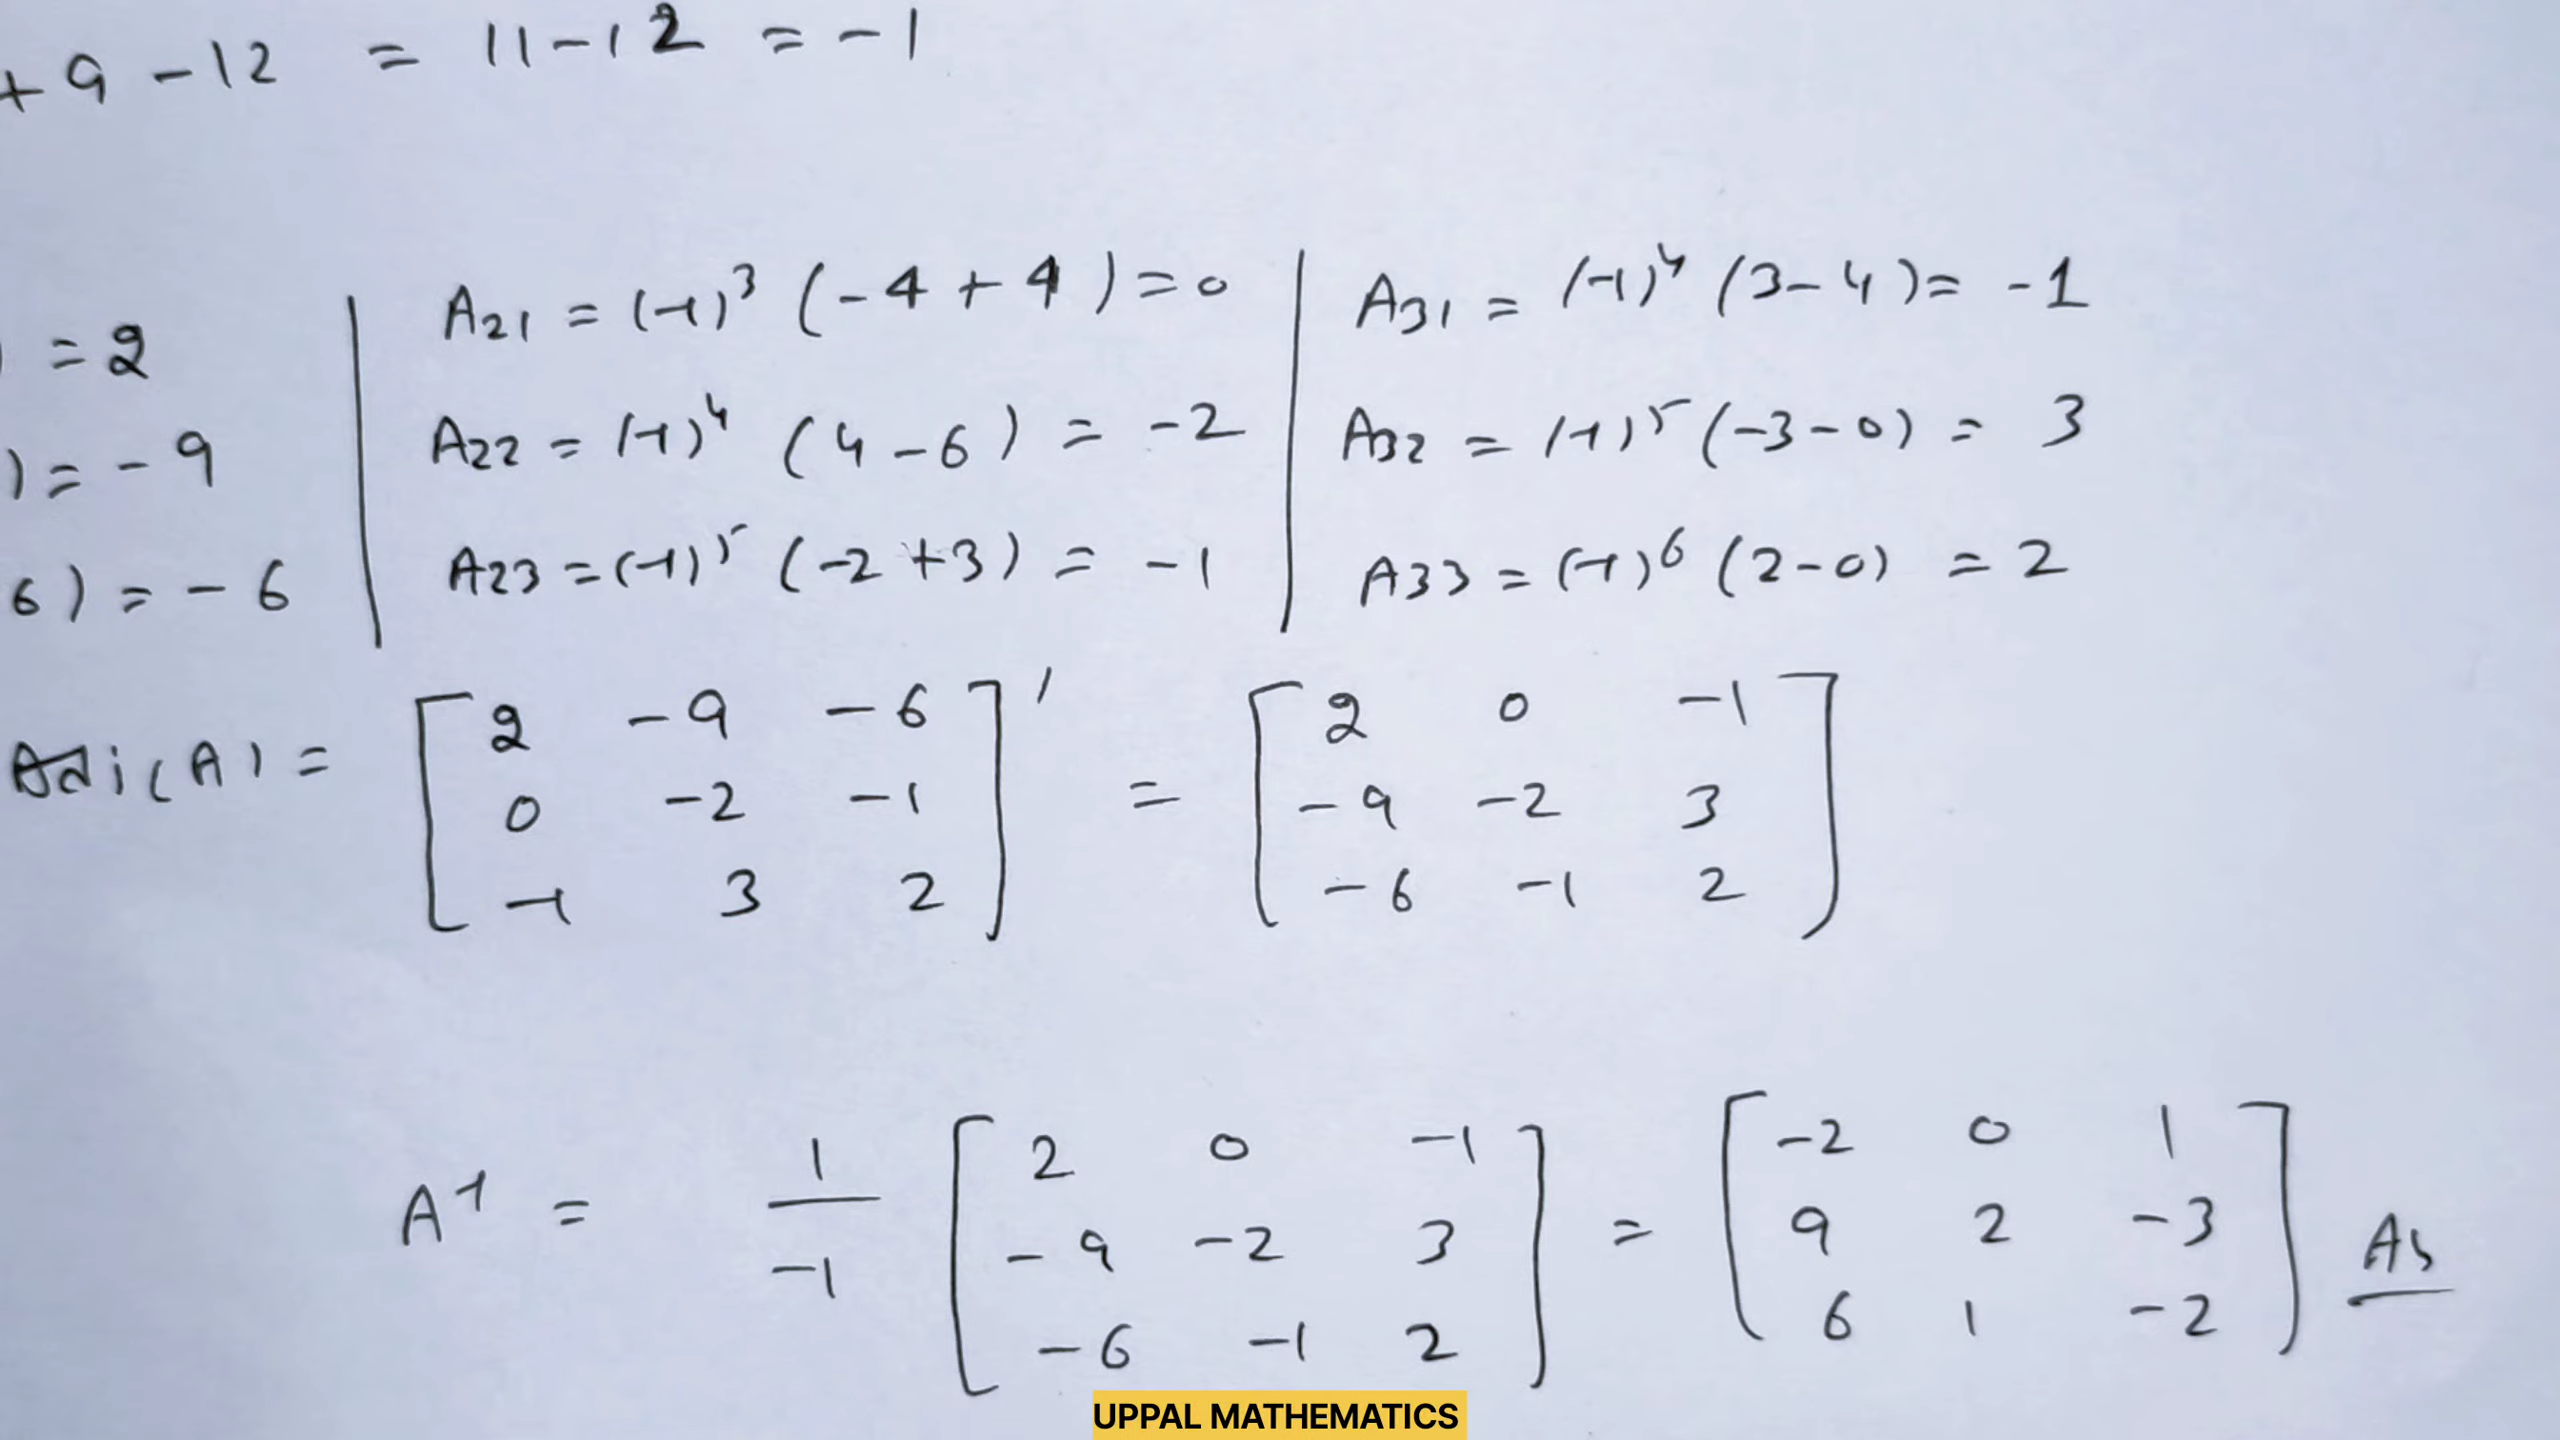 + 9 - 12 = 11 - 12 = -1
= 2 | A21 = (-1)³ (-4 + 4) = 0 | A31 = (-1)⁴ (3 - 4) = -1
) = -9 | A22 = (-1)⁴ (4 - 6) = -2 | A32 = (-1)⁵ (-3 - 0) = 3
6) = -6 | A23 = (-1)⁵ (-2 + 3) = -1 | A33 = (-1)⁶ (2 - 0) = 2
2 -9 -6 ]' [ 2 0 -1
Adj(A) = [ 0 -2 -1 = -9 -2 3 ]
-1 3 2 -6 -1 2
1 2 0 -1 -2 0 1
A⁻¹ = — [ -9 -2 3 ] = [ 9 2 -3 ] As
-1 -6 -1 2 6 1 -2
UPPAL MATHEMATICS